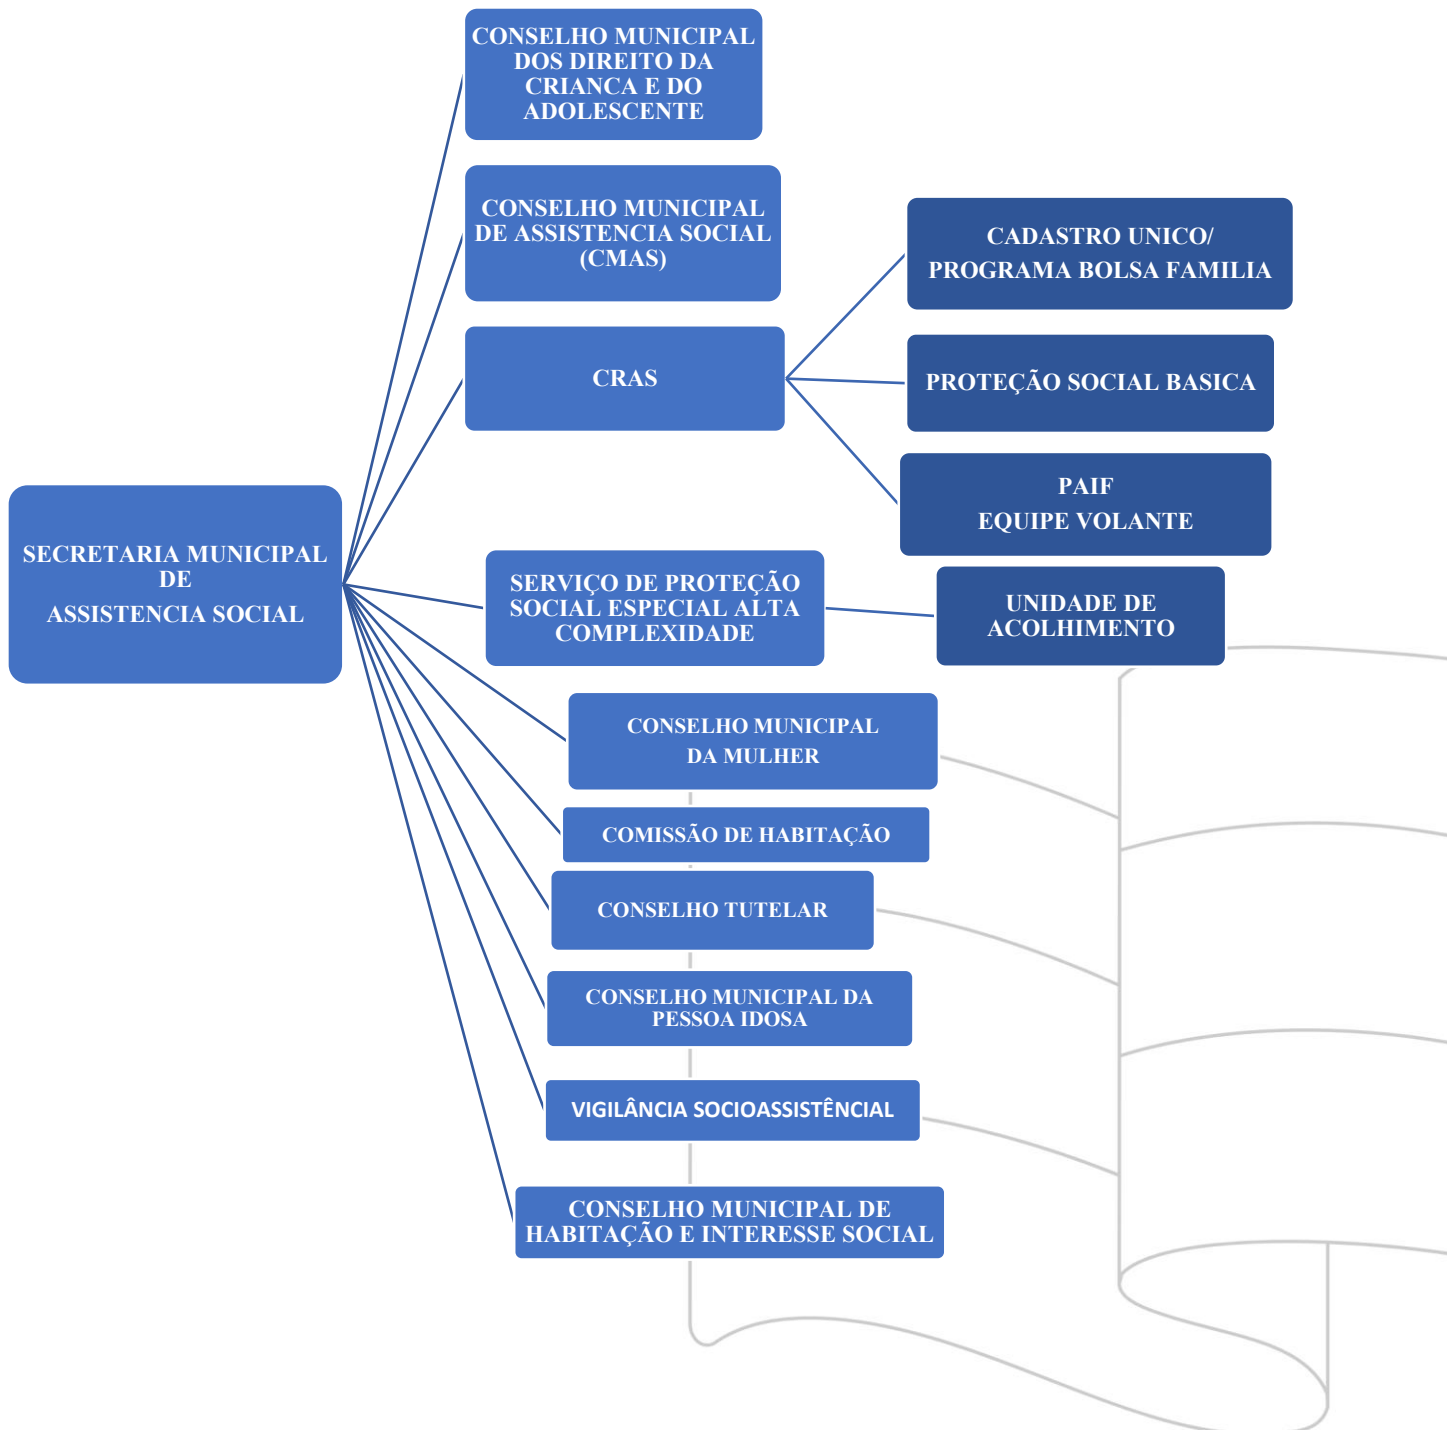 CONSELHO MUNICIPAL
DOS DIREITO DA
CRIANCA E DO
ADOLESCENTE
CONSELHO MUNICIPAL
DE ASSISTENCIA SOCIAL
(CMAS)
CADASTRO UNICO/
PROGRAMA BOLSA FAMILIA
CRAS
PROTEÇÃO SOCIAL BASICA
PAIF
EQUIPE VOLANTE
SECRETARIA MUNICIPAL
DE
ASSISTENCIA SOCIAL
SERVIÇO DE PROTEÇÃO
SOCIAL ESPECIAL ALTA
COMPLEXIDADE
UNIDADE DE
ACOLHIMENTO
CONSELHO MUNICIPAL
DA MULHER
COMISSÃO DE HABITAÇÃO
CONSELHO TUTELAR
CONSELHO MUNICIPAL DA
PESSOA IDOSA
VIGILÂNCIA SOCIOASSISTÊNCIAL
CONSELHO MUNICIPAL DE
HABITAÇÃO E INTERESSE SOCIAL